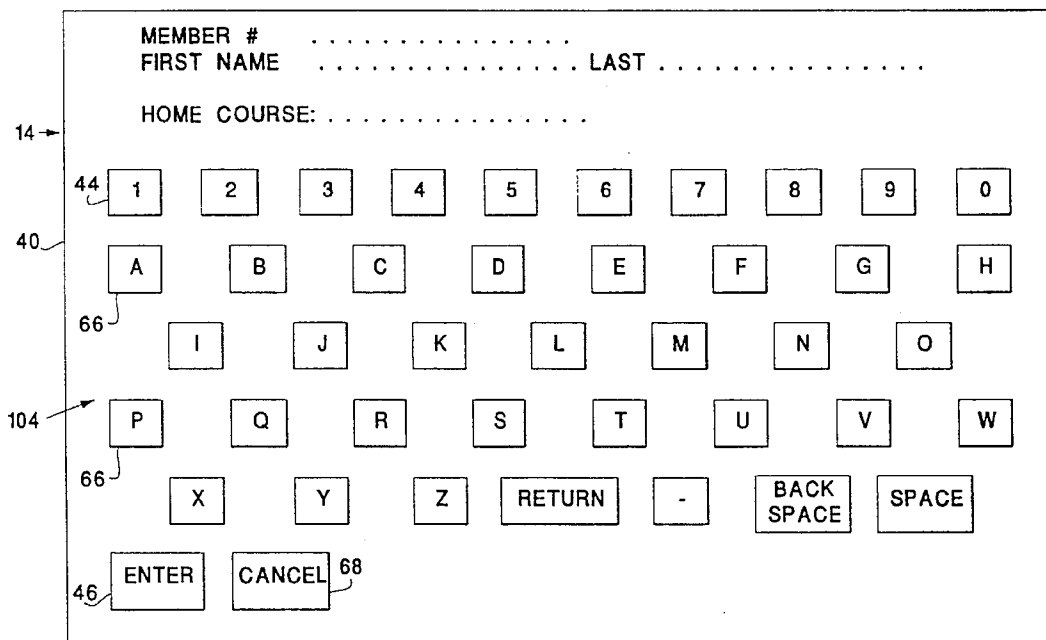 MEMBER # . . . . . . . . . . . . . . .
FIRST NAME . . . . . . . . . . . . . . . LAST . . . . . . . . . . . . . . . .
HOME COURSE: . . . . . . . . . . . . . . .
14
44 1 2 3 4 5 6 7 8 9 0
40
A B C D E F G H
66
I J K L M N O
104 P Q R S T U V W
66
X Y Z RETURN - BACK SPACE SPACE
46 ENTER CANCEL 68